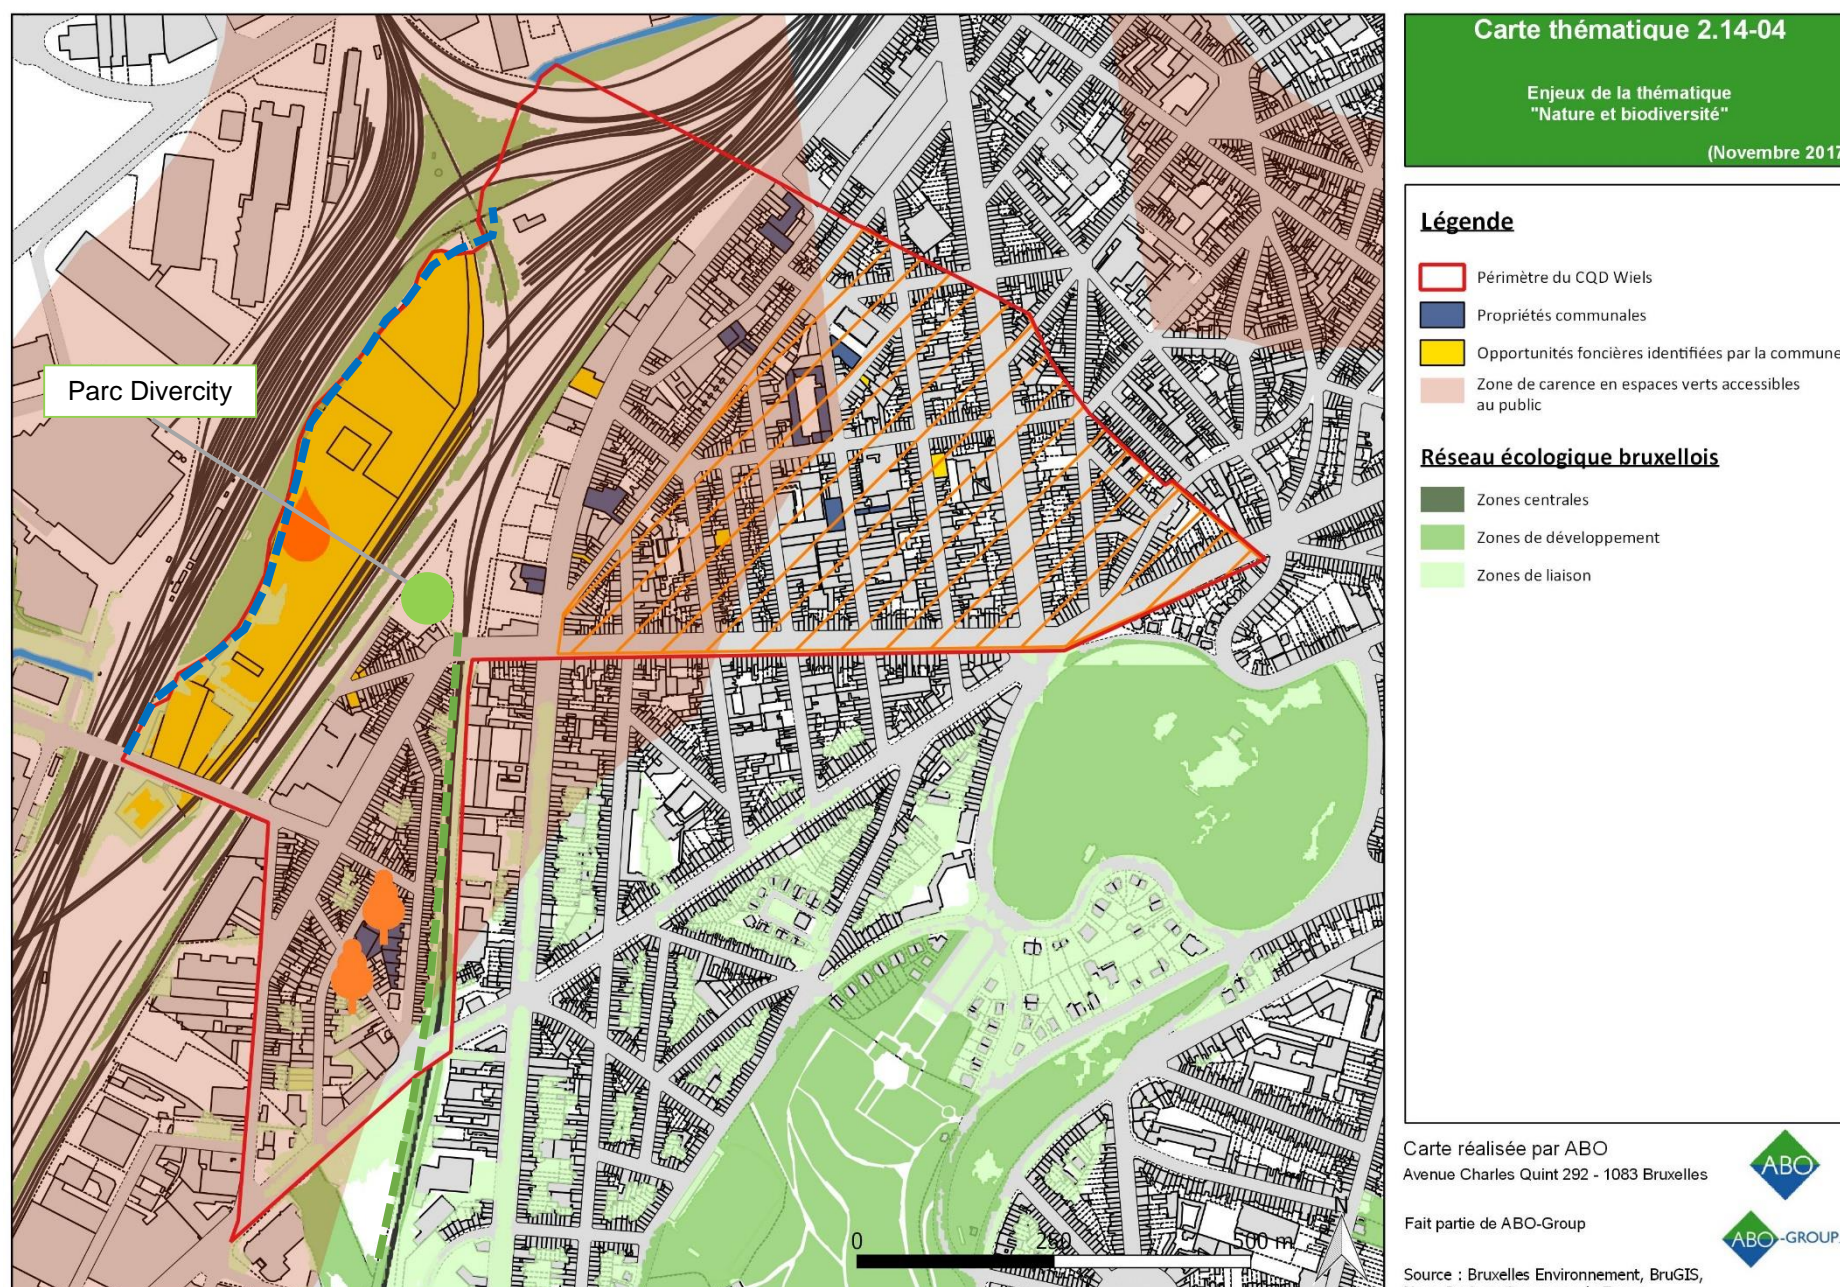 Parc Divercity
0
250
500 m
N
Carte thématique 2.14-04
Enjeux de la thématique
"Nature et biodiversité"
(Novembre 2017
Légende
Périmètre du CQD Wiels
Propriétés communales
Opportunités foncières identifiées par la commune
Zone de carence en espaces verts accessibles
au public
Réseau écologique bruxellois
Zones centrales
Zones de développement
Zones de liaison
Carte réalisée par ABO
Avenue Charles Quint 292 - 1083 Bruxelles
ABO
Fait partie de ABO-Group
ABO-GROUP
Source : Bruxelles Environnement, BruGIS,